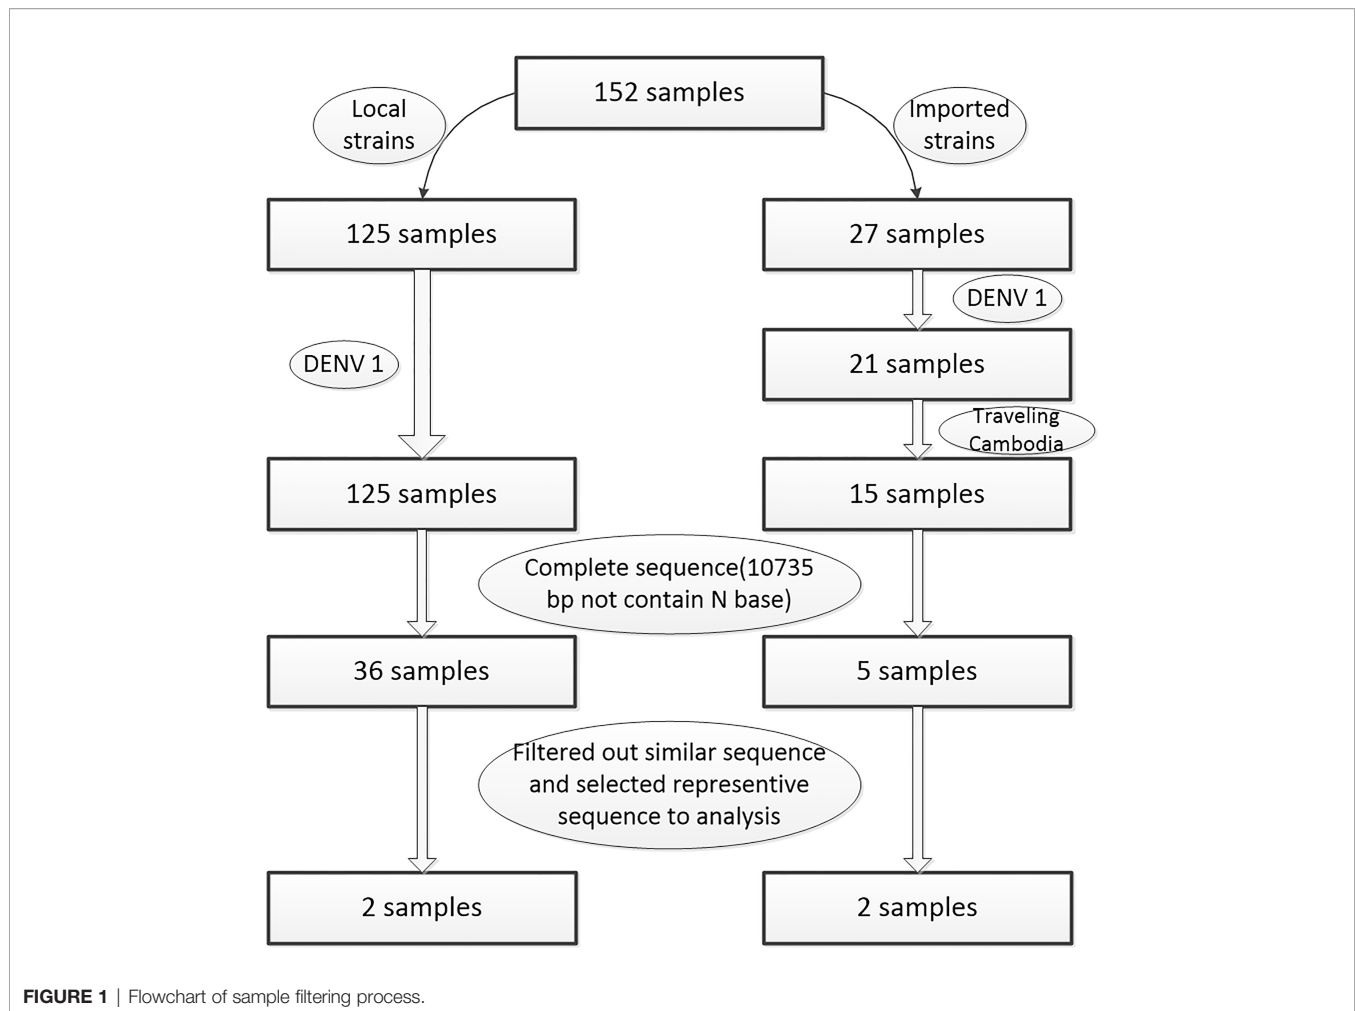 152 samples
Local
strains
Imported
strains
125 samples
27 samples
DENV 1
DENV 1
21 samples
Traveling
Cambodia
125 samples
15 samples
Complete sequence(10735
bp not contain N base)
36 samples
5 samples
Filtered out similar sequence
and selected representive
sequence to analysis
2 samples
2 samples
FIGURE 1 | Flowchart of sample filtering process.